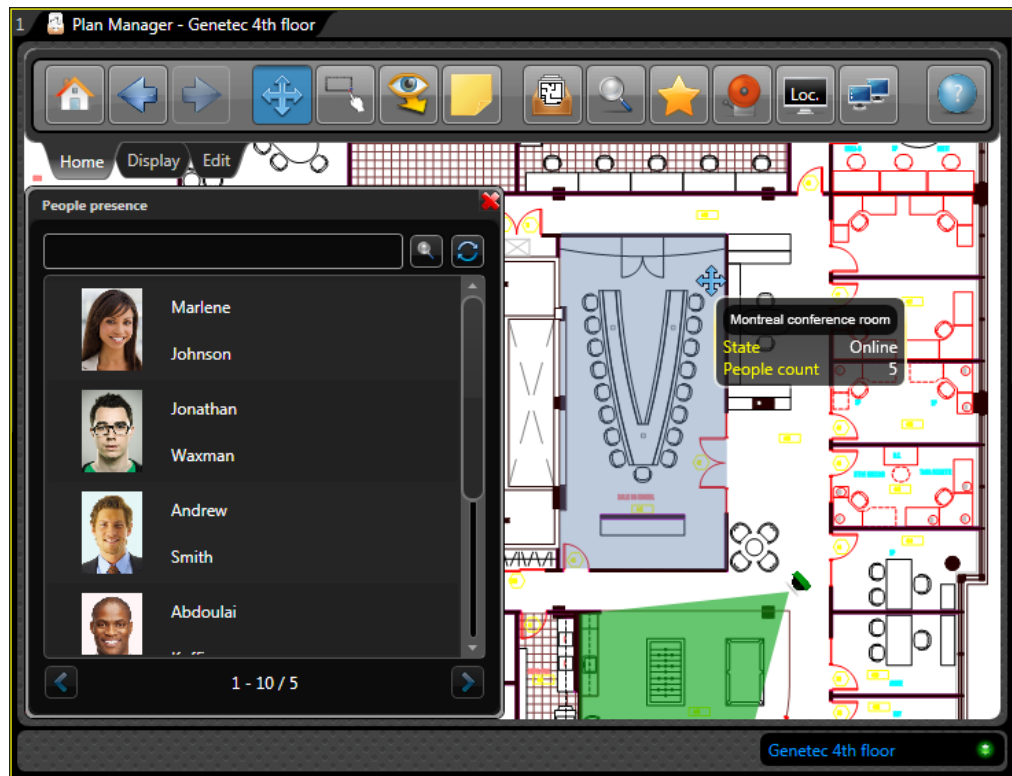 1 Plan Manager - Genetec 4th floor
Loc.
?
Home Display Edit
People presence
Marlene
Johnson
Jonathan
Waxman
Andrew
Smith
Abdoulai
1 - 10 / 5
Montreal conference room
State Online
People count 5
Genetec 4th floor